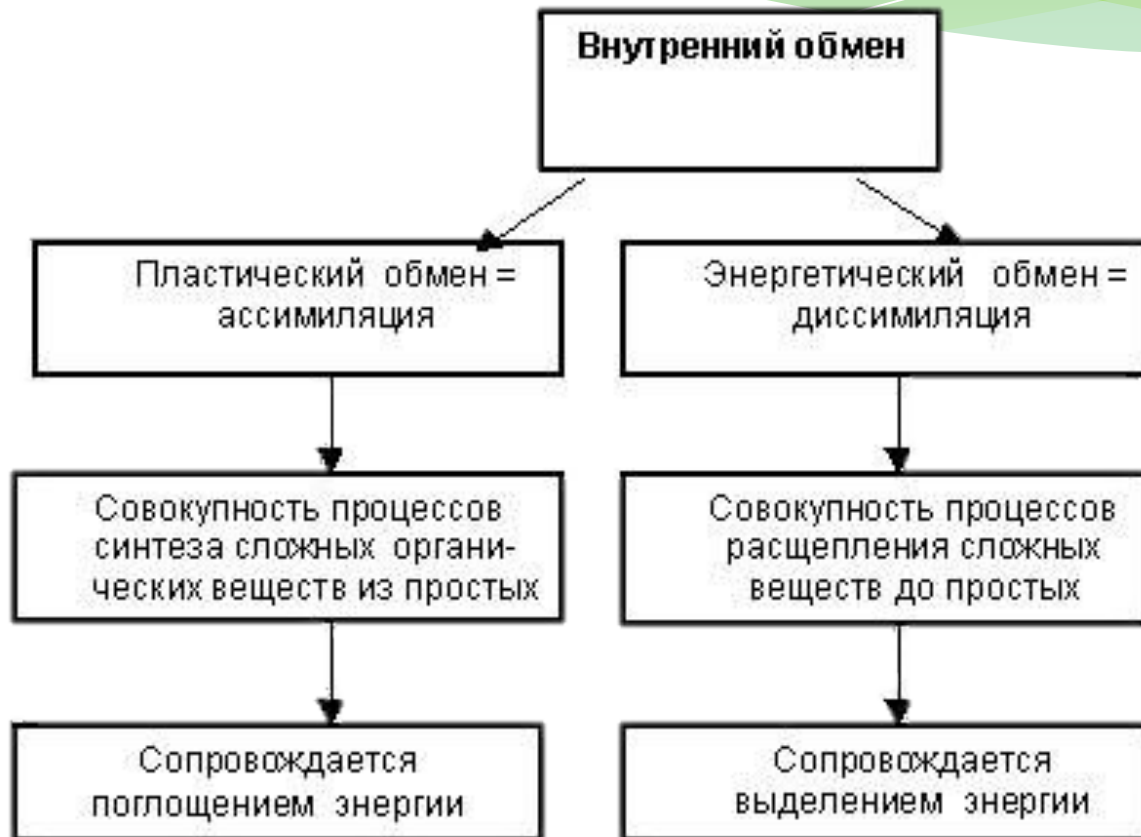 Внутренний обмен
Пластический обмен =
ассимиляция
Энергетический обмен =
диссимиляция
Совокупность процессов
синтеза сложных органи-
ческих веществ из простых
Совокупность процессов
расщепления сложных
веществ до простых
Сопровождается
поглощением энергии
Сопровождается
выделением энергии